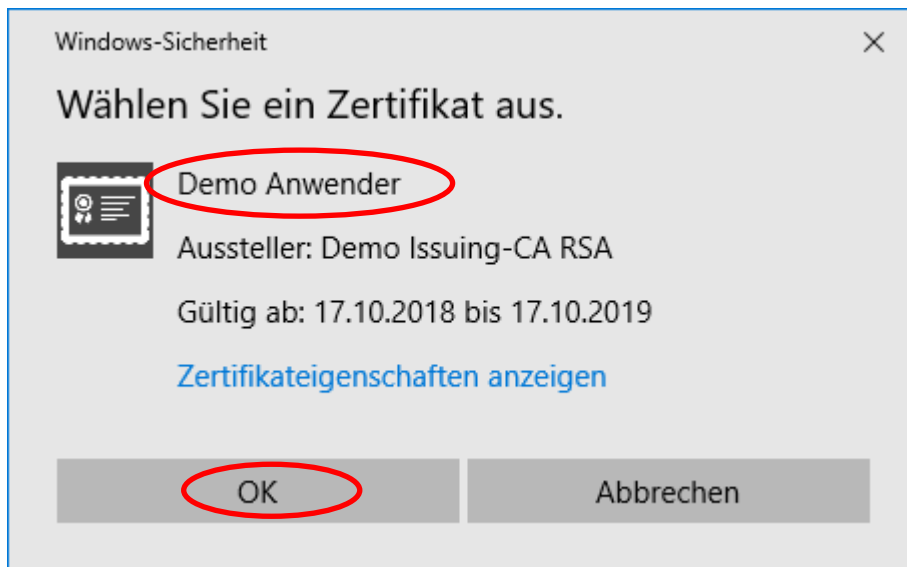 Windows-Sicherheit
Wählen Sie ein Zertifikat aus.
Demo Anwender
Aussteller: Demo Issuing-CA RSA
Gültig ab: 17.10.2018 bis 17.10.2019
Zertifikateigenschaften anzeigen
OK Abbrechen